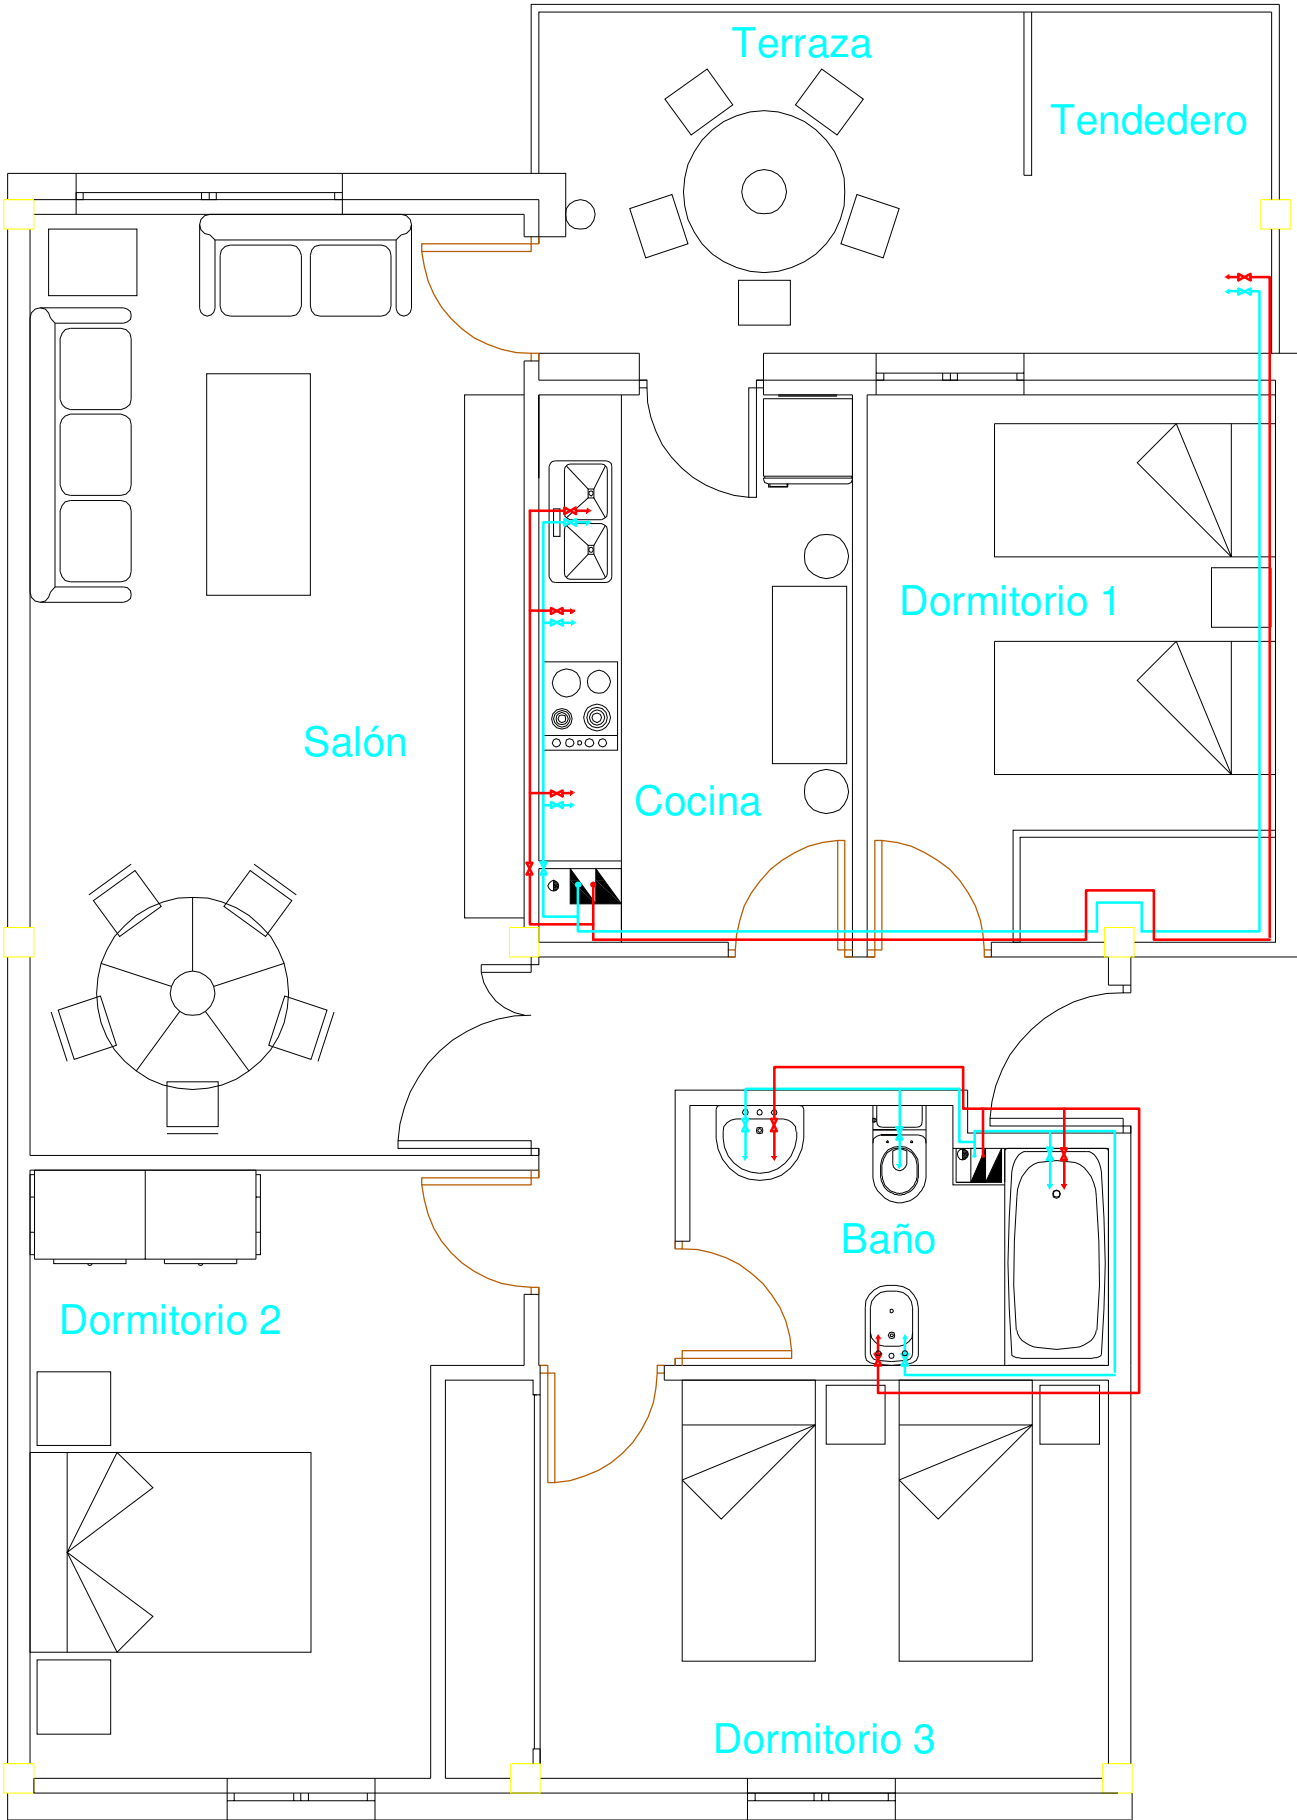 Terraza
Tendedero
Dormitorio 1
Salón
Cocina
Baño
Dormitorio 2
Dormitorio 3